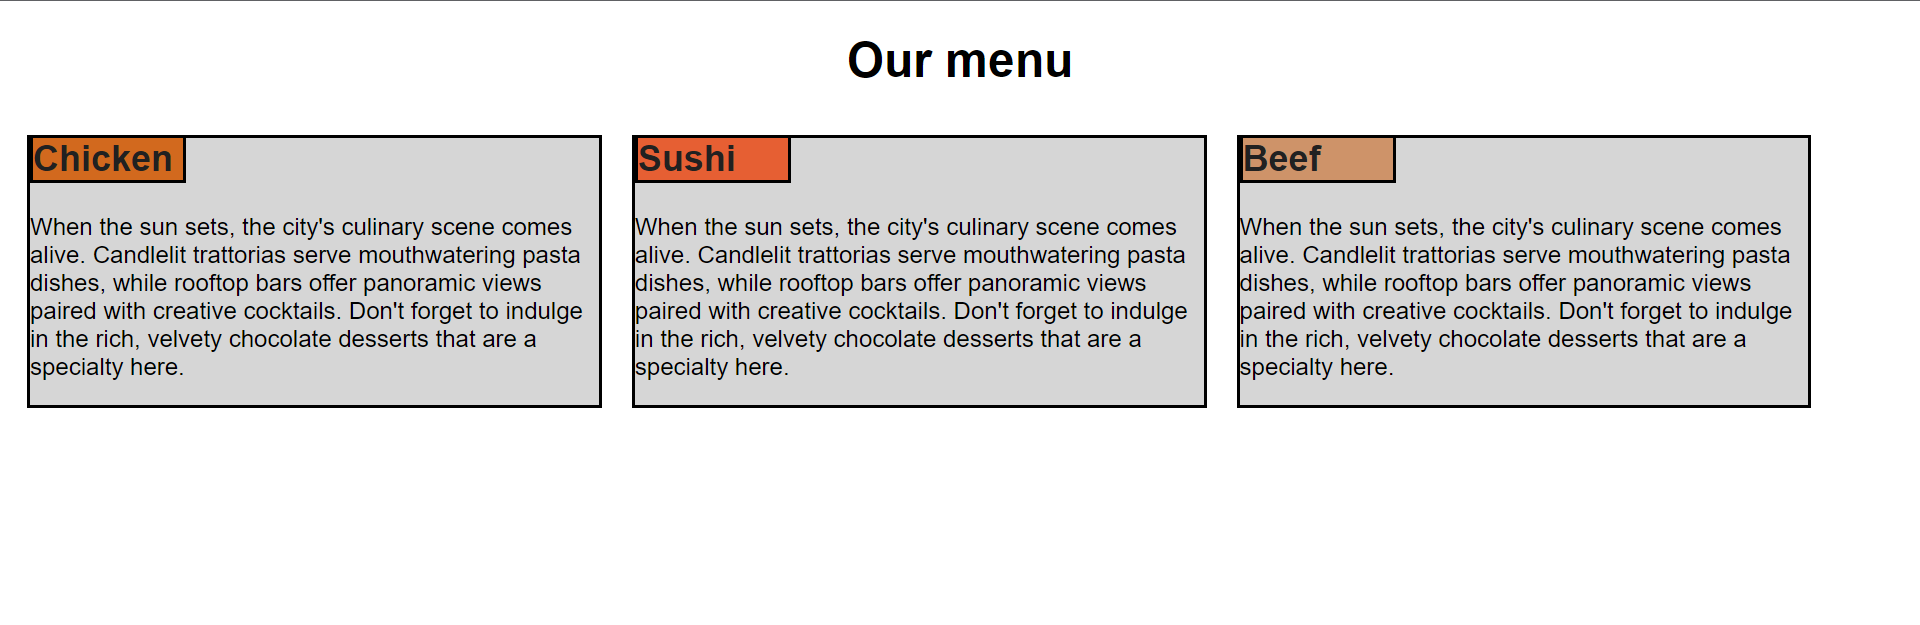 Our menu
Chicken
When the sun sets, the city's culinary scene comes
alive. Candlelit trattorias serve mouthwatering pasta
dishes, while rooftop bars offer panoramic views
paired with creative cocktails. Don't forget to indulge
in the rich, velvety chocolate desserts that are a
specialty here.
Sushi
When the sun sets, the city's culinary scene comes
alive. Candlelit trattorias serve mouthwatering pasta
dishes, while rooftop bars offer panoramic views
paired with creative cocktails. Don't forget to indulge
in the rich, velvety chocolate desserts that are a
specialty here.
Beef
When the sun sets, the city's culinary scene comes
alive. Candlelit trattorias serve mouthwatering pasta
dishes, while rooftop bars offer panoramic views
paired with creative cocktails. Don't forget to indulge
in the rich, velvety chocolate desserts that are a
specialty here.